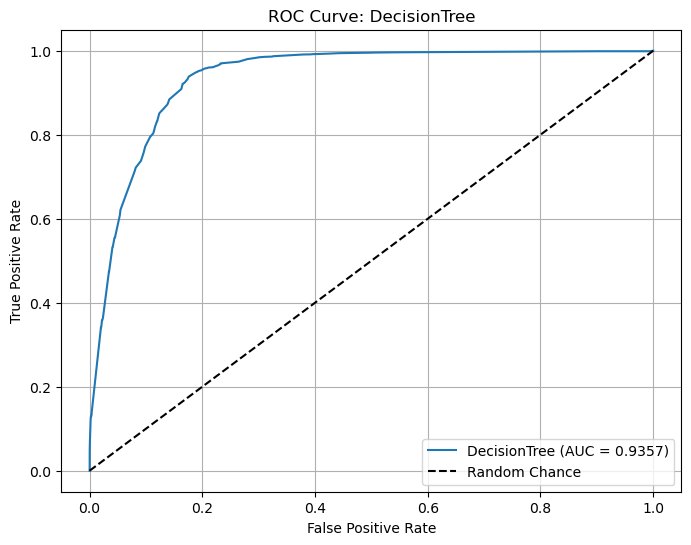 ROC Curve: DecisionTree
1.0
0.8
0.6
0.4
0.2
0.0
True Positive Rate
DecisionTree (AUC = 0.9357)
Random Chance
0.0 0.2 0.4 0.6 0.8 1.0
False Positive Rate